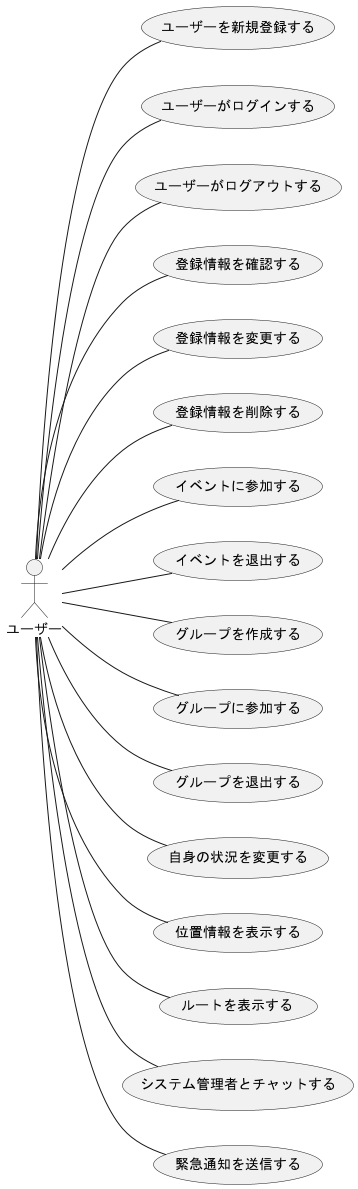 ユーザーを新規登録する
ユーザーがログインする
ユーザーがログアウトする
登録情報を確認する
登録情報を変更する
登録情報を削除する
イベントに参加する
イベントを退出する
ユーザー
グループを作成する
グループに参加する
グループを退出する
自身の状況を変更する
位置情報を表示する
ルートを表示する
システム管理者とチャットする
緊急通知を送信する